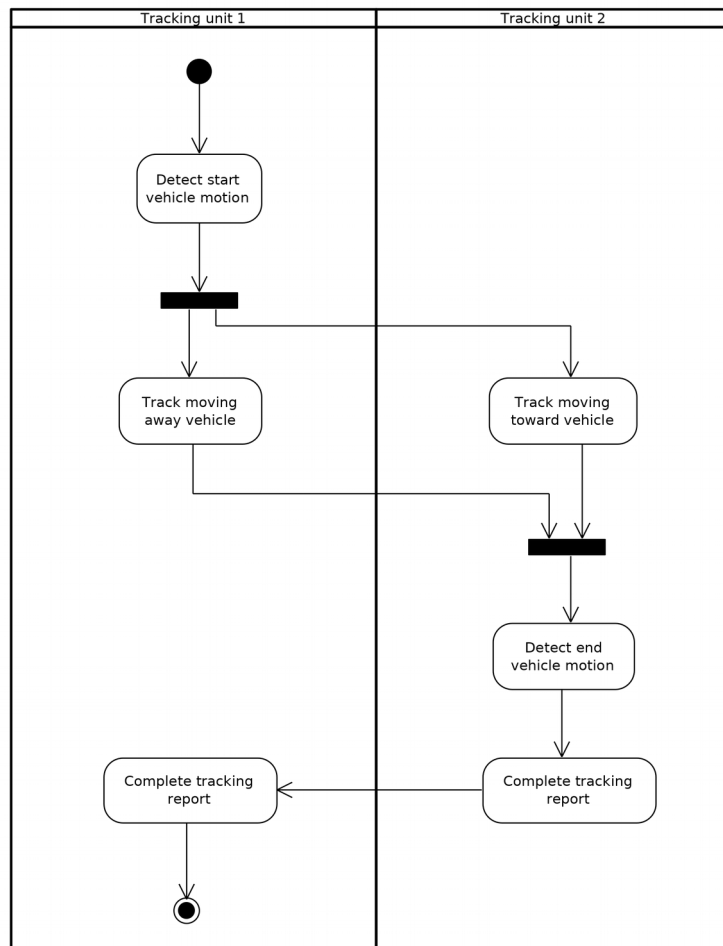 Tracking unit 1
Tracking unit 2
Detect start
vehicle motion
Track moving
away vehicle
Track moving
toward vehicle
Detect end
vehicle motion
Complete tracking
report
Complete tracking
report